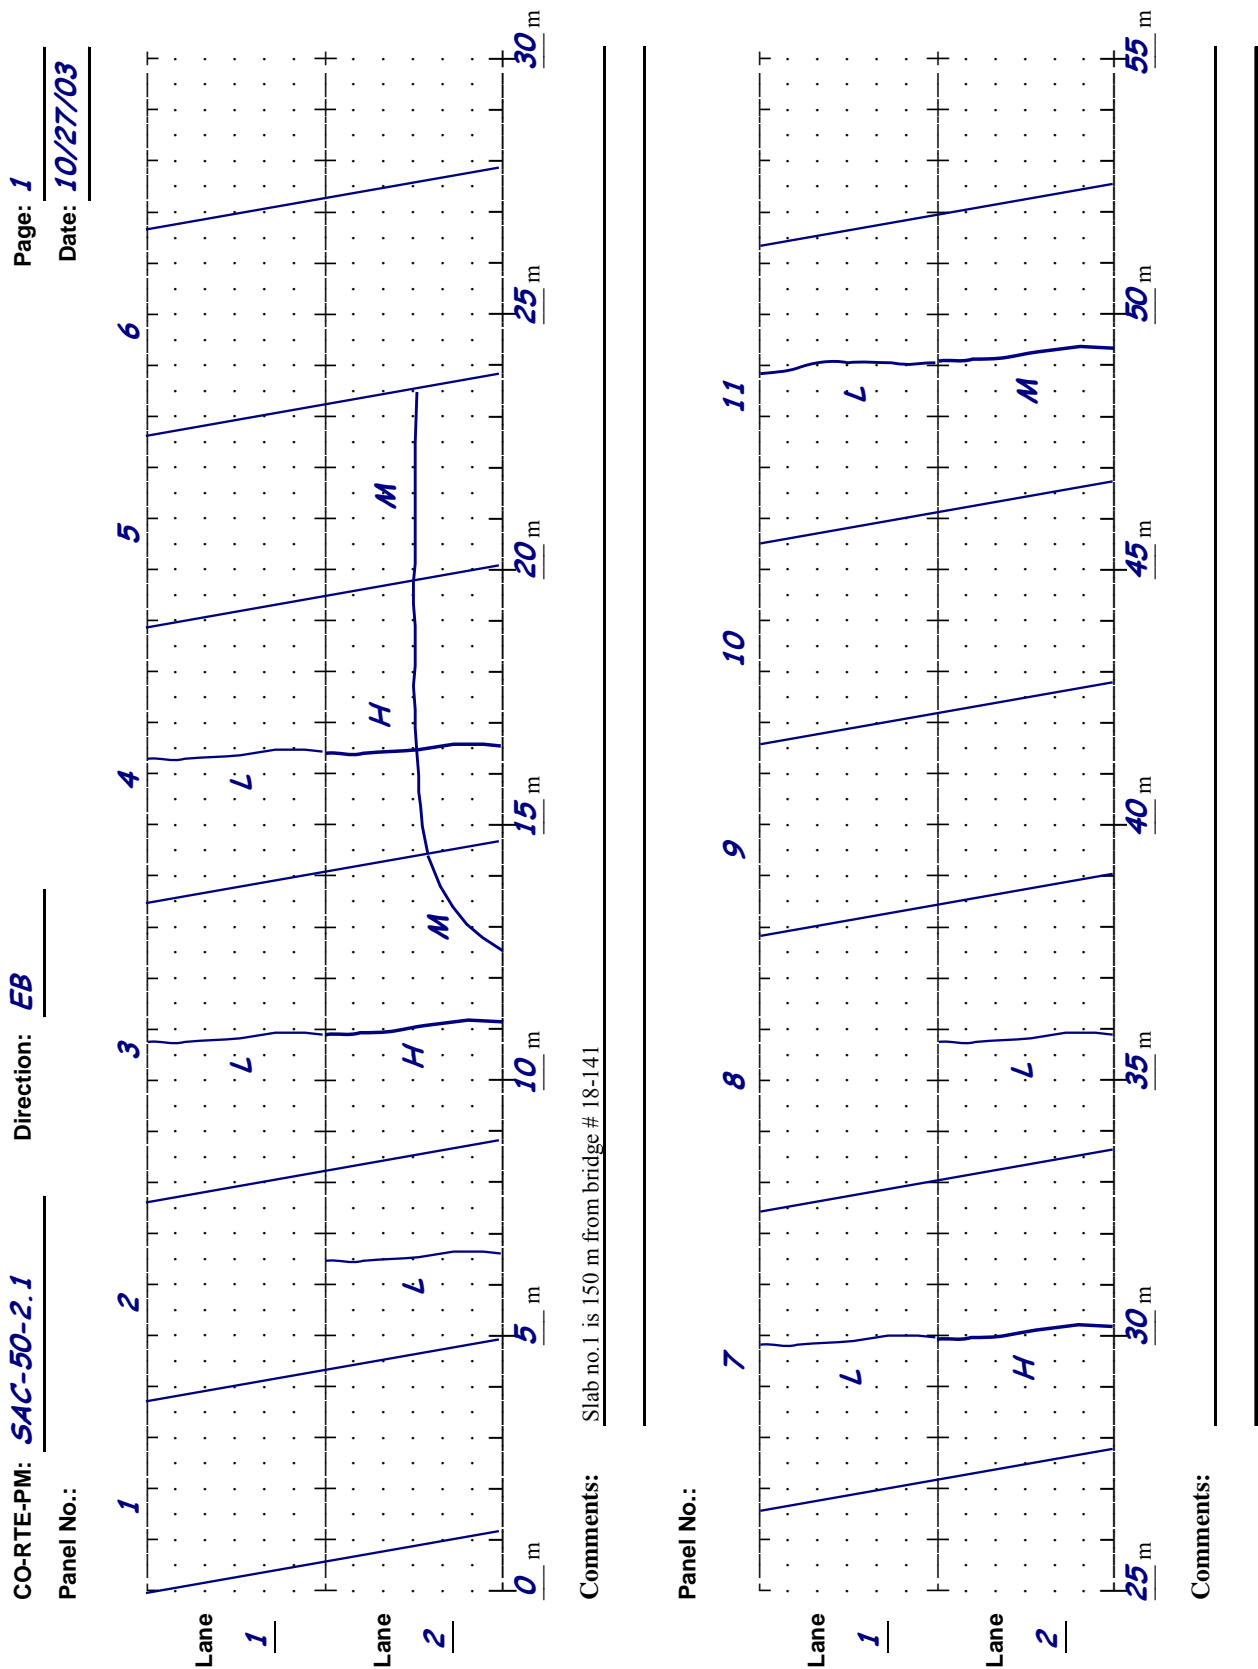 CO-RTE-PM: SAC-50-2.1 Direction: EB Page: 1
Date: 10/27/03
Panel No.: 1 2 3 4 5 6
Lane 1
L L
Lane 2
L H M H M
0 m 5 m 10 m 15 m 20 m 25 m 30 m
Comments: Slab no.1 is 150 m from bridge # 18-141
Panel No.: 7 8 9 10 11
Lane 1
L L
Lane 2
H L M
25 m 30 m 35 m 40 m 45 m 50 m 55 m
Comments: